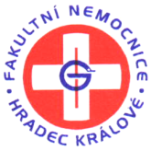 FAKULTNÍ NEMOCNICE
HRADEC KRÁLOVÉ